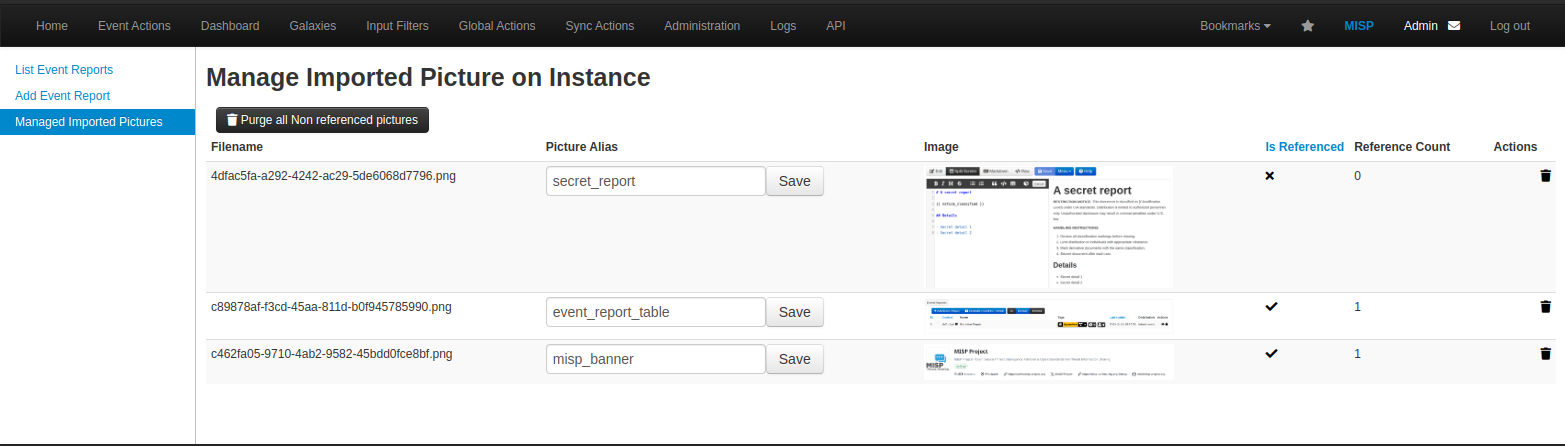 Home Event Actions Dashboard Galaxies Input Filters Global Actions Sync Actions Administration Logs API Bookmarks MISP Admin Log out
List Event Reports
Add Event Report
Managed Imported Pictures
Manage Imported Picture on Instance
Purge all Non referenced pictures
Filename Picture Alias Image Is Referenced Reference Count Actions
4dfac5fa-a292-4242-ac29-5de6068d7796.png secret_report Save 0
A secret report
Details
c89878af-f3cd-45aa-811d-b0f945785990.png event_report_table Save 1
c462fa05-9710-4ab2-9582-45bdd0fce8bf.png misp_banner Save 1
MISP Project
MISP